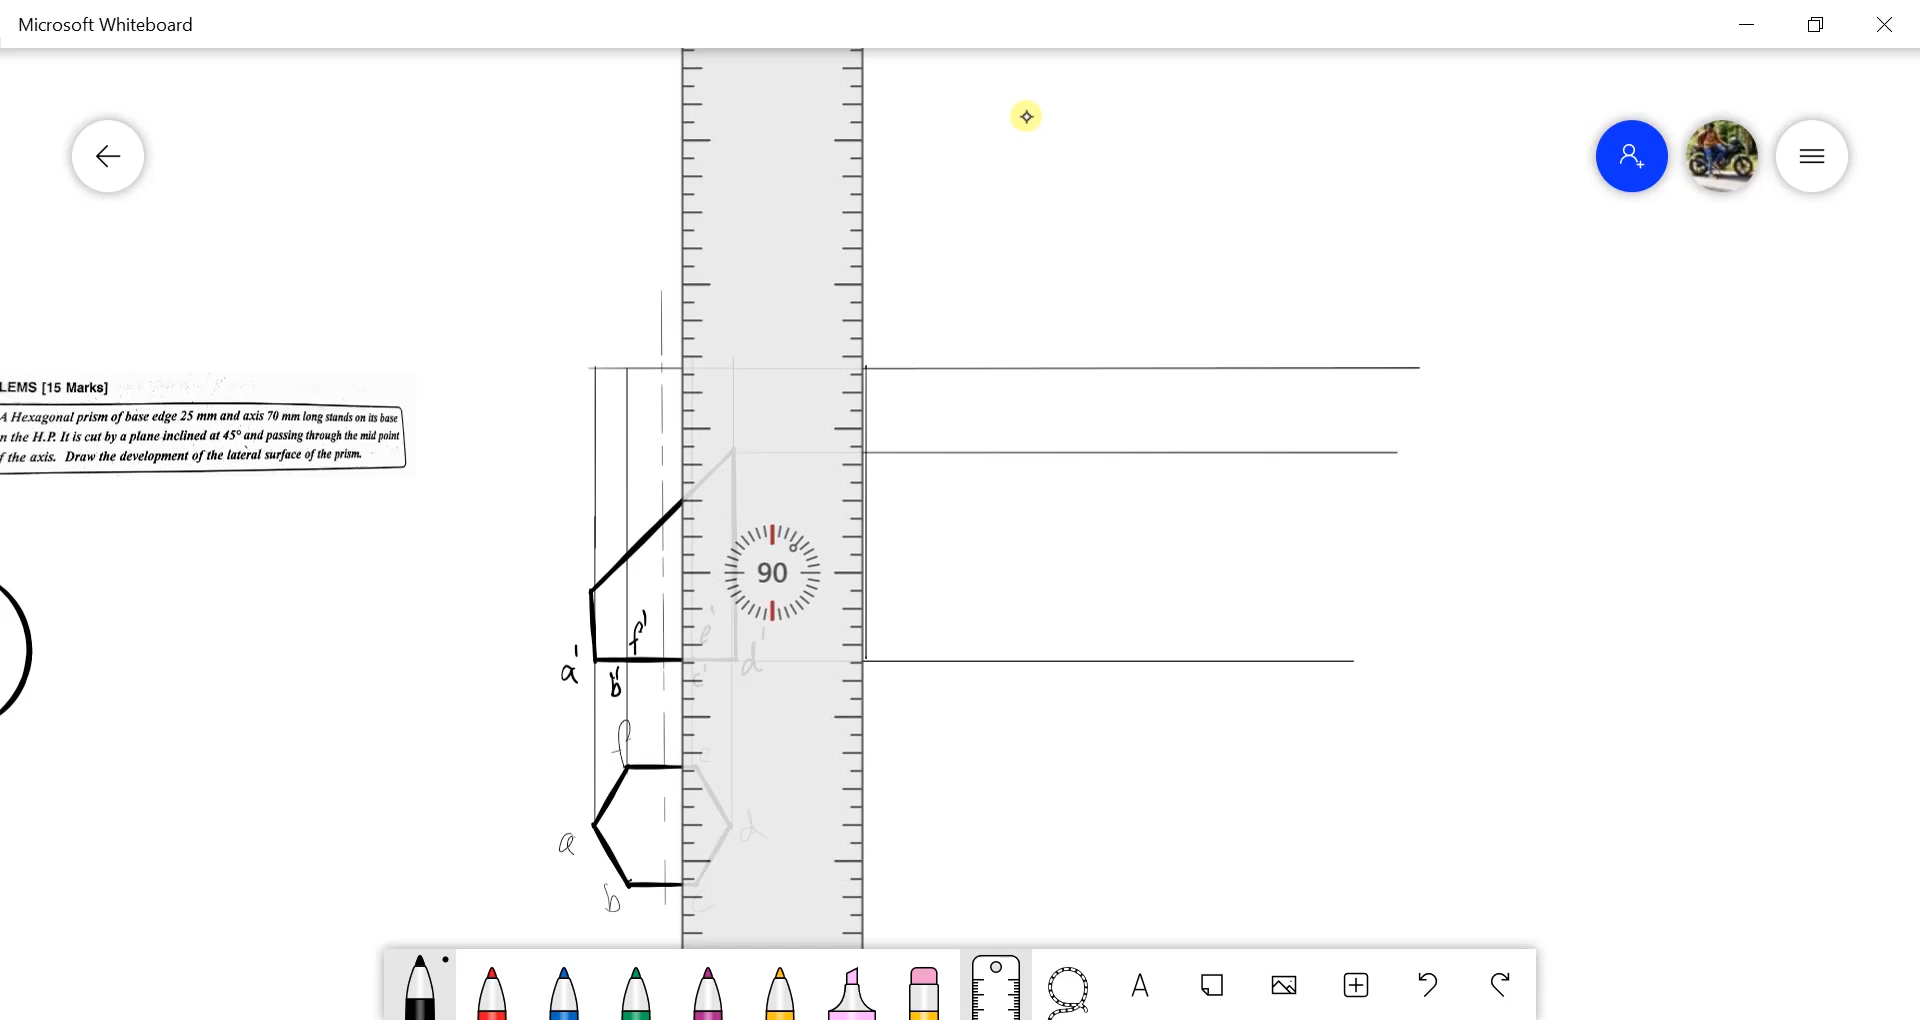 Microsoft Whiteboard
LEMS [15 Marks]
A Hexagonal prism of base edge 25 mm and axis 70 mm long stands on its base
n the H.P. It is cut by a plane inclined at 45° and passing through the mid point
f the axis. Draw the development of the lateral surface of the prism.
90
f'
e'
a'
b'
c'
d'
f
e
a
d
b
c
A